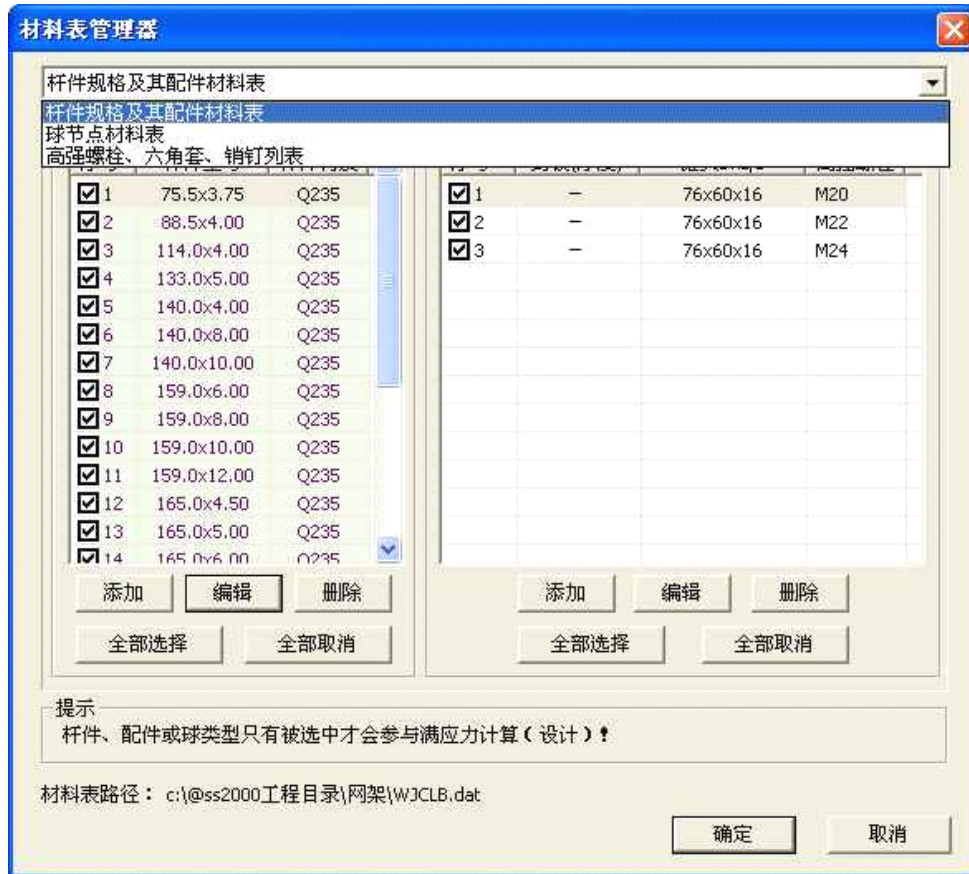 材料表管理器
杆件规格及其配件材料表
杆件规格及其配件材料表
球节点材料表
高强螺栓、六角套、销钉列表
1 75.5x3.75 Q235 1 — 76x60x16 M20
2 88.5x4.00 Q235 2 — 76x60x16 M22
3 114.0x4.00 Q235 3 — 76x60x16 M24
4 133.0x5.00 Q235
5 140.0x4.00 Q235
6 140.0x8.00 Q235
7 140.0x10.00 Q235
8 159.0x6.00 Q235
9 159.0x8.00 Q235
10 159.0x10.00 Q235
11 159.0x12.00 Q235
12 165.0x4.50 Q235
13 165.0x5.00 Q235
14 165.0x6.00 Q235
添加 编辑 删除 添加 编辑 删除
全部选择 全部取消 全部选择 全部取消
提示
杆件、配件或球类型只有被选中才会参与满应力计算(设计)!
材料表路径: c:\@ss2000工程目录\网架\WJCLB.dat
确定 取消